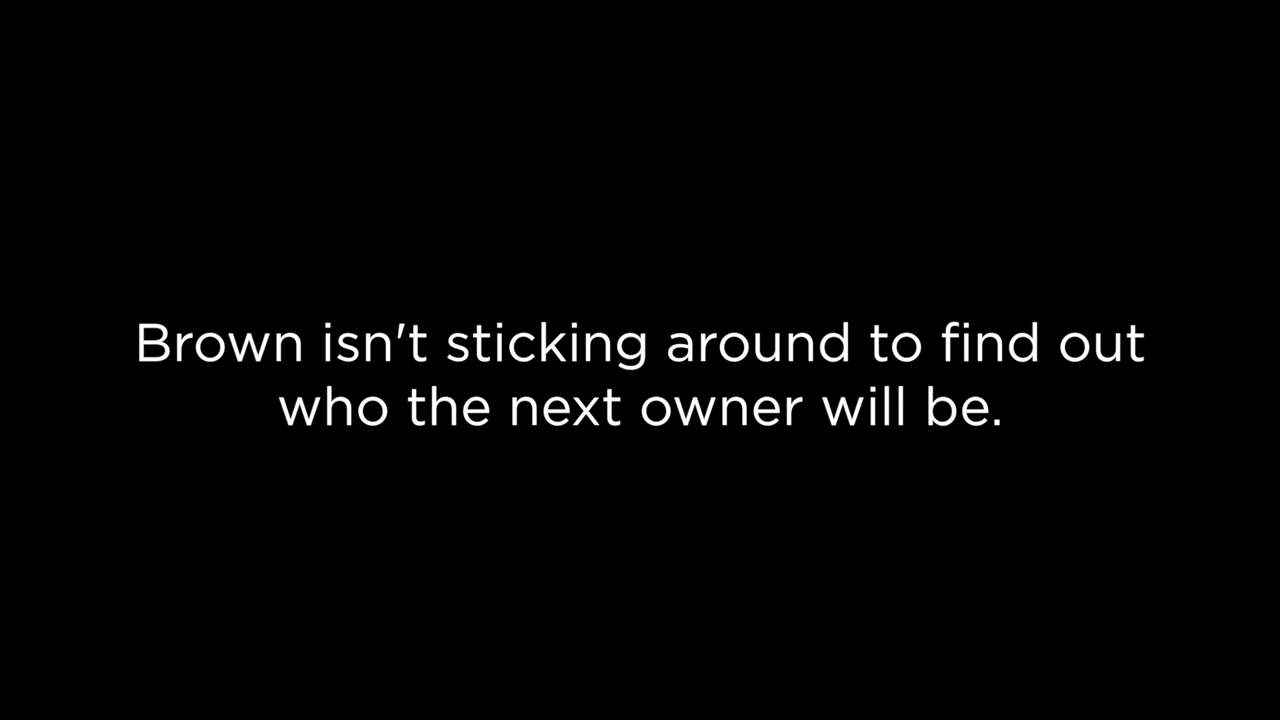 Brown isn't sticking around to find out
who the next owner will be.